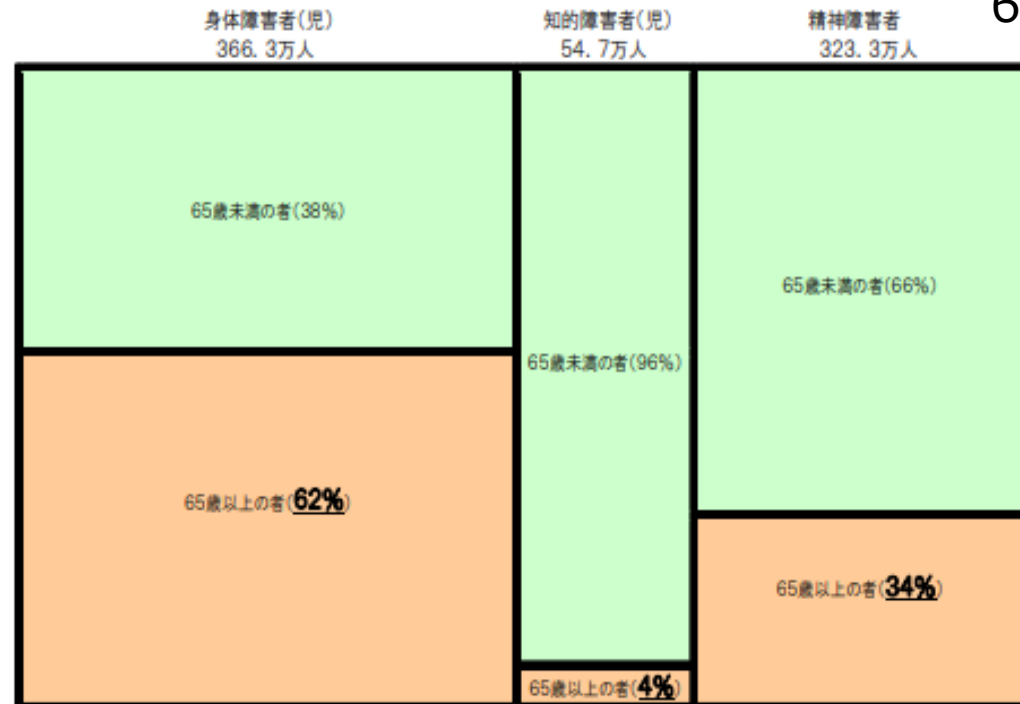 6
身体障害者(児)
366.3万人
知的障害者(児)
54.7万人
精神障害者
323.3万人
65歳未満の者(38%)
65歳以上の者(62%)
65歳未満の者(96%)
65歳以上の者(4%)
65歳未満の者(66%)
65歳以上の者(34%)